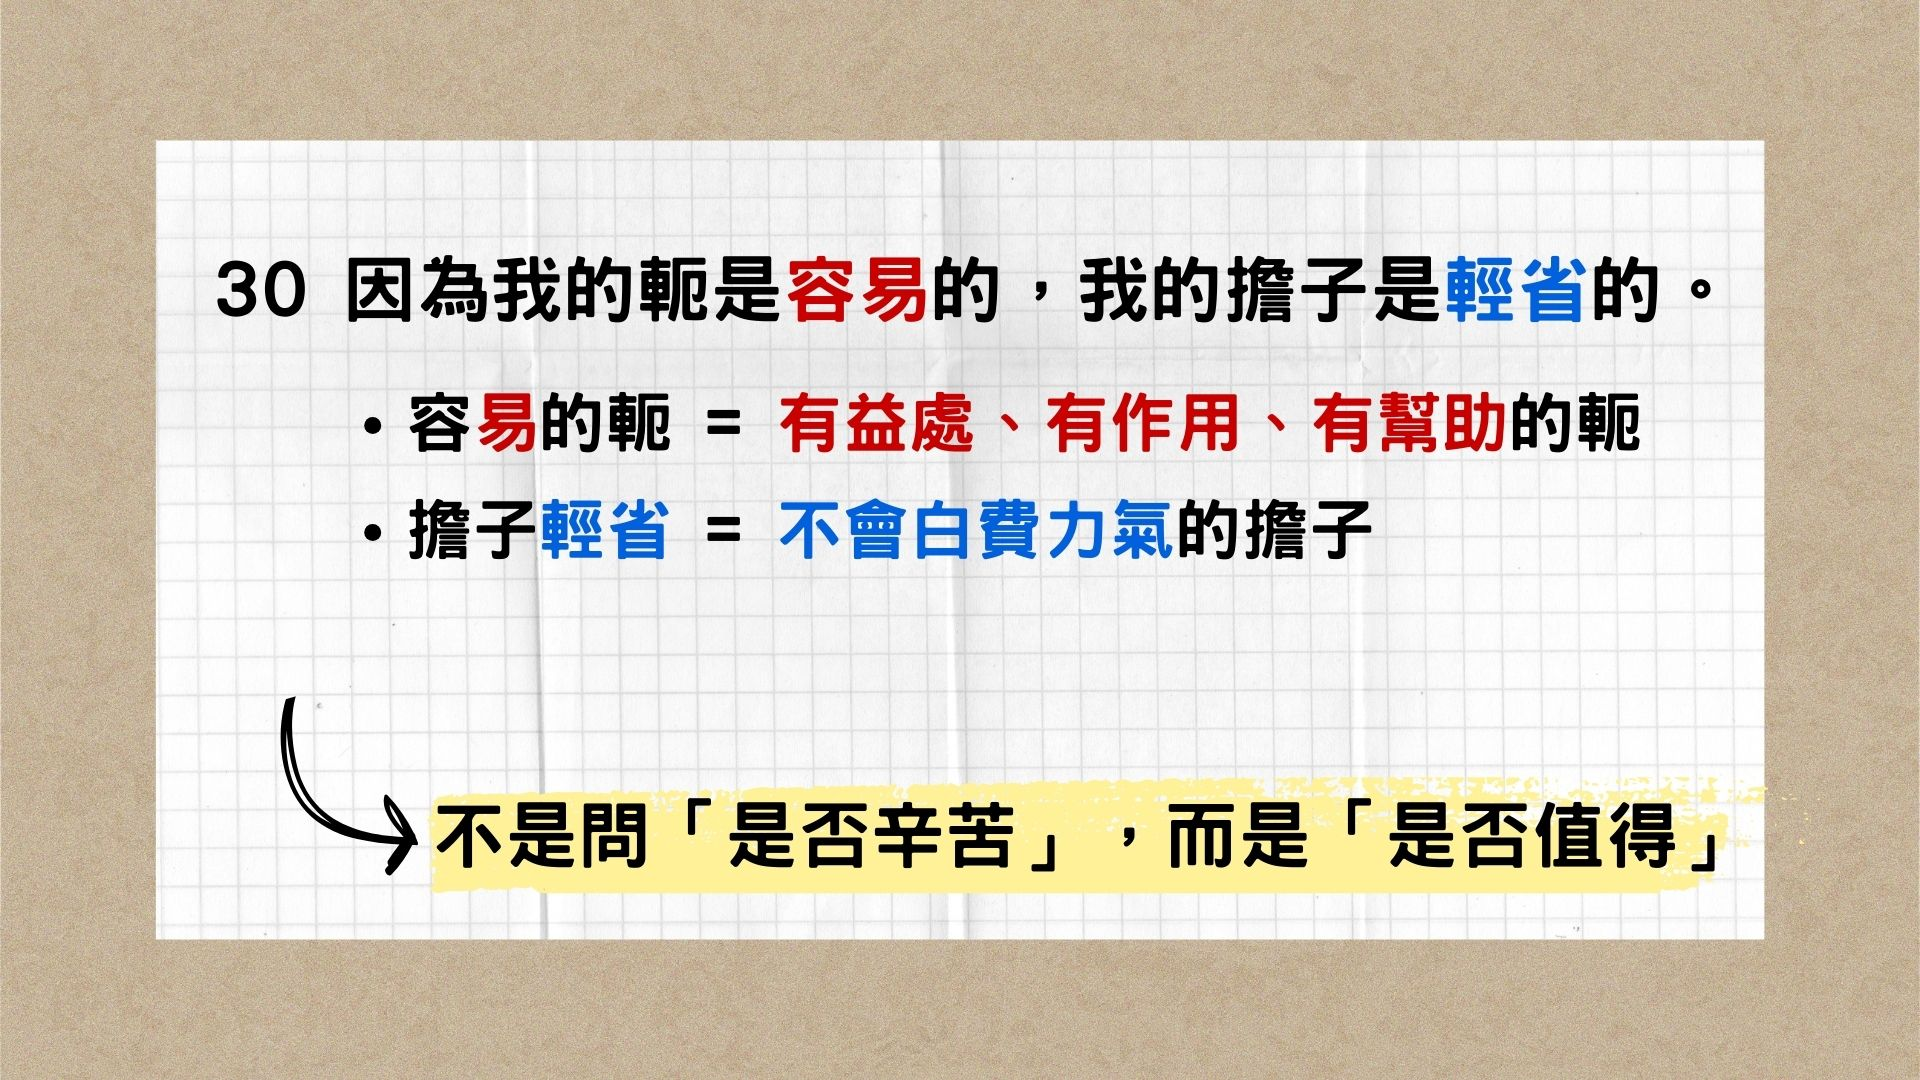 30 因為我的軛是容易的，我的擔子是輕省的。
• 容易的軛 = 有益處、有作用、有幫助的軛
• 擔子輕省 = 不會白費力氣的擔子
不是問「是否辛苦」，而是「是否值得」